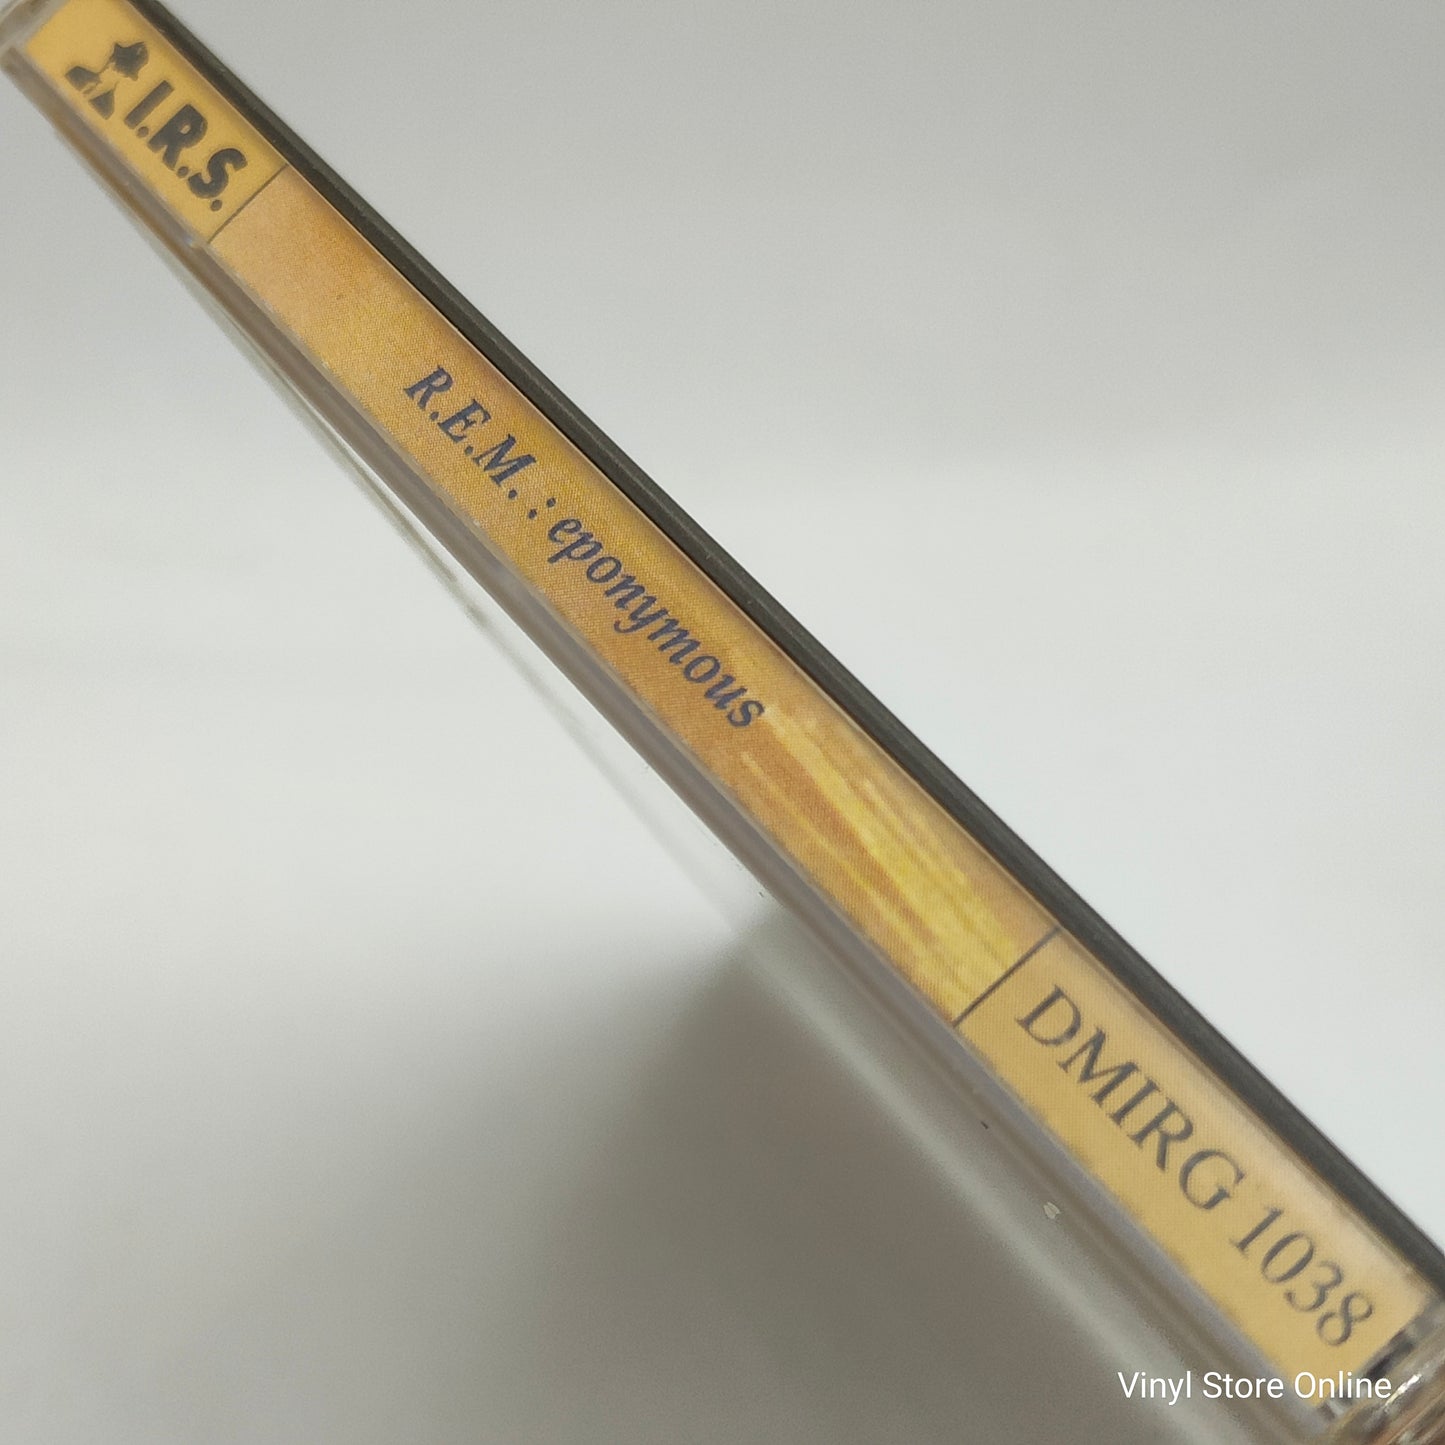 I.R.S.
R.E.M. : eponymous
DMIRG 1038
Vinyl Store Online